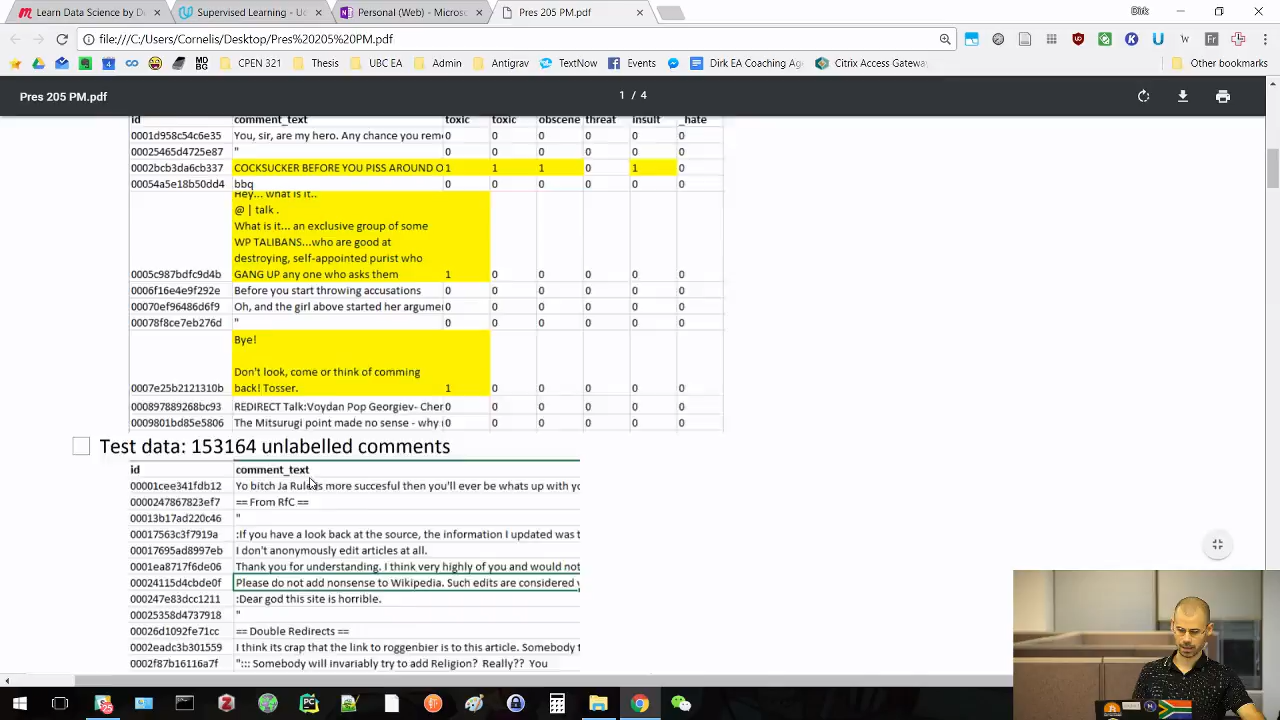 Learn Data Science by D
Supervised Learning - U
Personal (Web) - Micros
Pres 205 PM.pdf
file:///C:/Users/Cornelis/Desktop/Pres%20205%20PM.pdf
CPEN 321
Thesis
UBC EA
Admin
Antigrav
TextNow
Events
Dirk EA Coaching Ag
Citrix Access Gateway
Other bookmarks
Pres 205 PM.pdf
1 / 4
id comment_text toxic toxic obscene threat insult _hate
0001d958c54c6e35 You, sir, are my hero. Any chance you rem 0 0 0 0 0 0
00025465d4725e87 " 0 0 0 0 0 0
0002bcb3da6cb337 COCKSUCKER BEFORE YOU PISS AROUND O 1 1 1 0 1 0
00054a5e18b50dd4 bbq 0 0 0 0 0 0
Hey... what is it..
@ | talk .
What is it... an exclusive group of some
WP TALIBANS...who are good at
destroying, self-appointed purist who
0005c987bdfc9d4b GANG UP any one who asks them 1 0 0 0 0 0
0006f16e4e9f292e Before you start throwing accusations 0 0 0 0 0 0
00070ef96486d6f9 Oh, and the girl above started her argume 0 0 0 0 0 0
00078f8ce7eb276d " 0 0 0 0 0 0
Bye!
Don't look, come or think of comming
0007e25b2121310b back! Tosser. 1 0 0 0 0 0
000897889268bc93 REDIRECT Talk:Voydan Pop Georgiev- Cher 0 0 0 0 0 0
0009801bd85e5806 The Mitsurugi point made no sense - why 0 0 0 0 0 0
Test data: 153164 unlabelled comments
id comment_text
00001cee341fdb12 Yo bitch Ja Rule is more succesful then you'll ever be whats up with yo
0000247867823ef7 == From RfC ==
00013b17ad220c46 "
00017563c3f7919a :If you have a look back at the source, the information I updated was t
00017695ad8997eb I don't anonymously edit articles at all.
0001ea8717f6de06 Thank you for understanding. I think very highly of you and would not
00024115d4cbde0f Please do not add nonsense to Wikipedia. Such edits are considered v
000247e83dcc1211 :Dear god this site is horrible.
00025358d4737918 "
00026d1092fe71cc == Double Redirects ==
0002eadc3b301559 I think its crap that the link to roggenbier is to this article. Somebody t
0002f87b16116a7f "::: Somebody will invariably try to add Religion? Really?? You